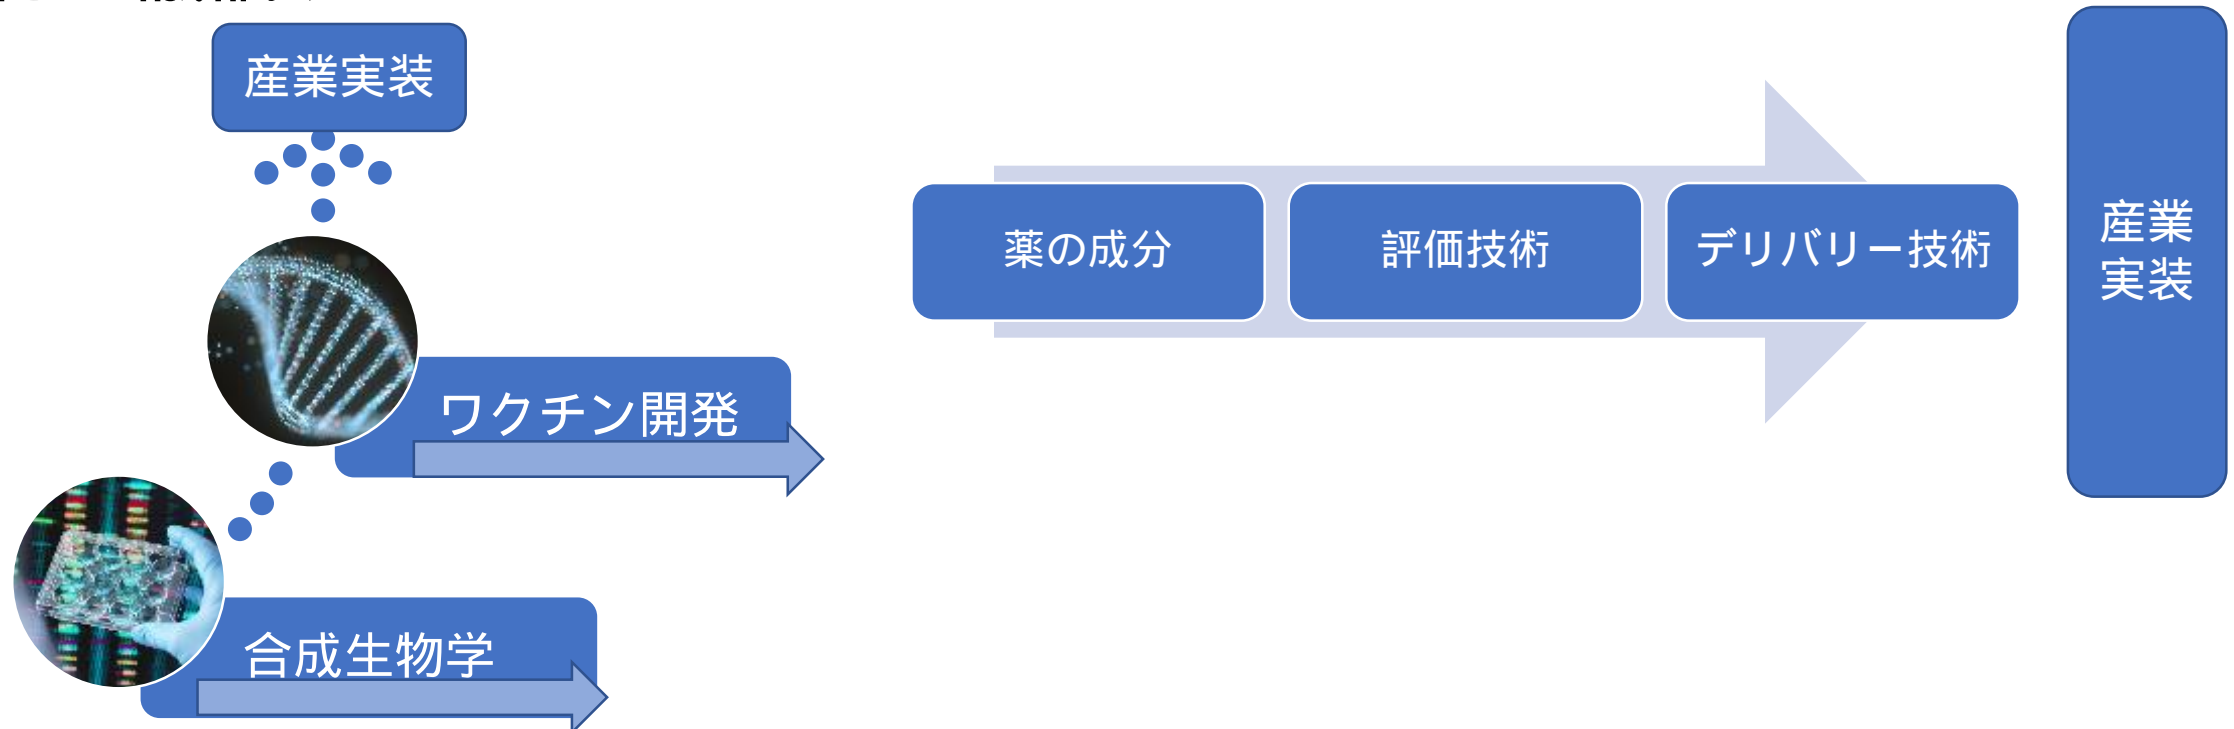 産業実装
ワクチン開発
合成生物学
薬の成分
評価技術
デリバリー技術
産業
実装